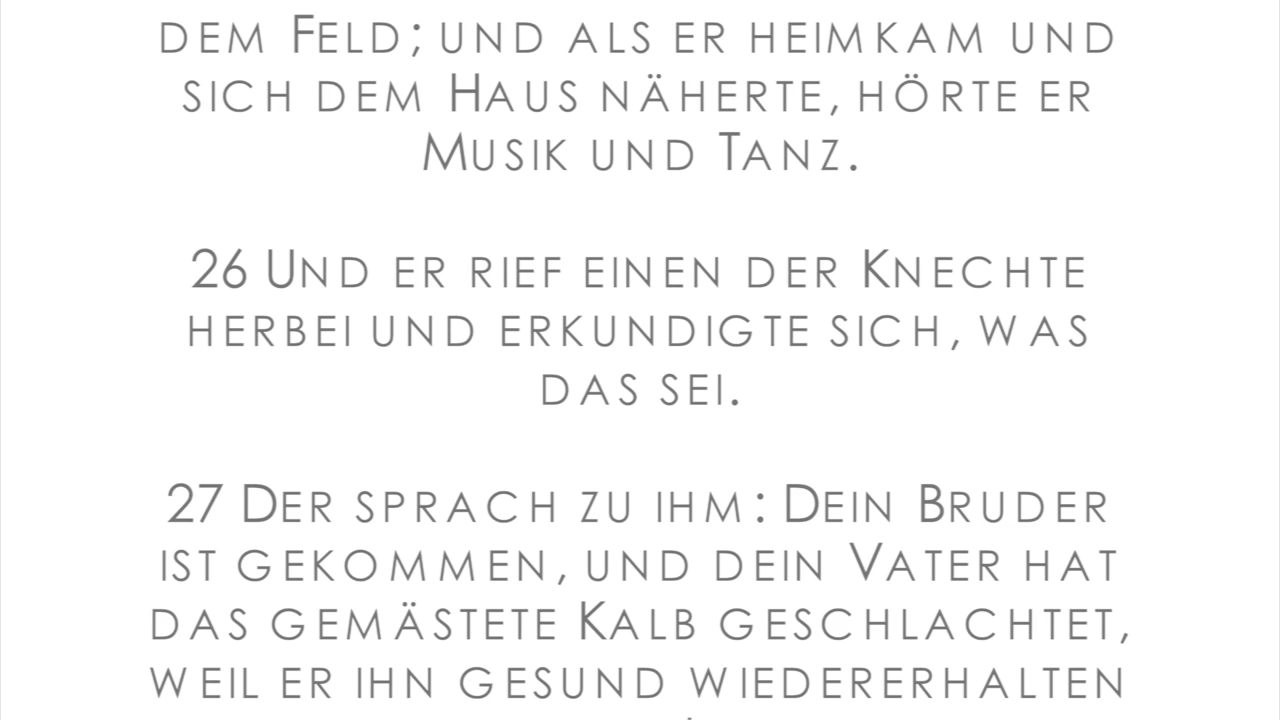 dem Feld; und als er heimkam und
sich dem Haus näherte, hörte er
Musik und Tanz.
26 Und er rief einen der Knechte
herbei und erkundigte sich, was
das sei.
27 Der sprach zu ihm: Dein Bruder
ist gekommen, und dein Vater hat
das gemästete Kalb geschlachtet,
weil er ihn gesund wiedererhalten